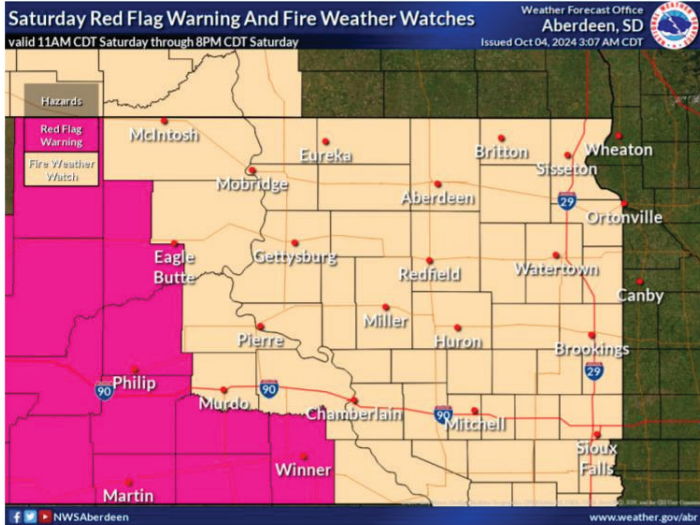 Saturday Red Flag Warning And Fire Weather Watches
valid 11AM CDT Saturday through 8PM CDT Saturday
Weather Forecast Office
Aberdeen, SD
Issued Oct 04, 2024 3:07 AM CDT
Hazards
Red Flag
Warning
Fire Weather
Watch
McIntosh
Eureka
Britton
Wheaton
Sisseton
Mobridge
Aberdeen
29
Ortonville
Eagle
Butte
Gettysburg
Redfield
Watertown
Canby
Pierre
Miller
Huron
Brookings
29
Philip
90
90
Murdo
Chamberlain
90
Mitchell
Sioux
Falls
Winner
Martin
NWSAberdeen
www.weather.gov/abr